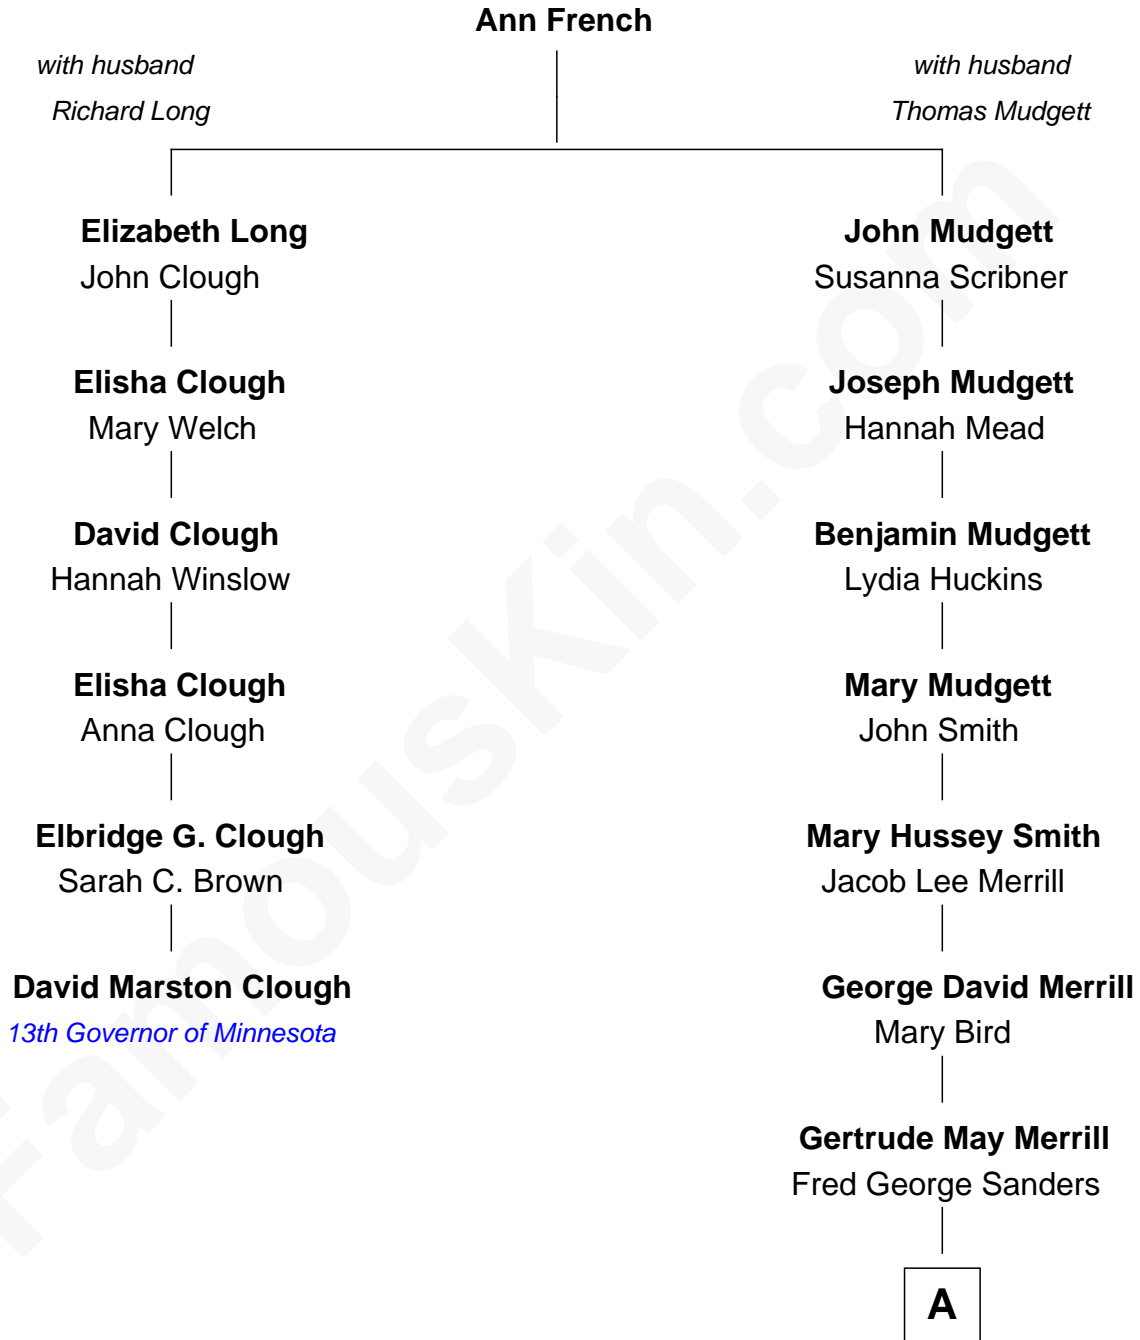 Ann French
with husband
Richard Long
with husband
Thomas Mudgett
Elizabeth Long
John Clough
John Mudgett
Susanna Scribner
Elisha Clough
Mary Welch
Joseph Mudgett
Hannah Mead
David Clough
Hannah Winslow
Benjamin Mudgett
Lydia Huckins
Elisha Clough
Anna Clough
Mary Mudgett
John Smith
Elbridge G. Clough
Sarah C. Brown
Mary Hussey Smith
Jacob Lee Merrill
David Marston Clough
13th Governor of Minnesota
George David Merrill
Mary Bird
Gertrude May Merrill
Fred George Sanders
A
FamousKin.com